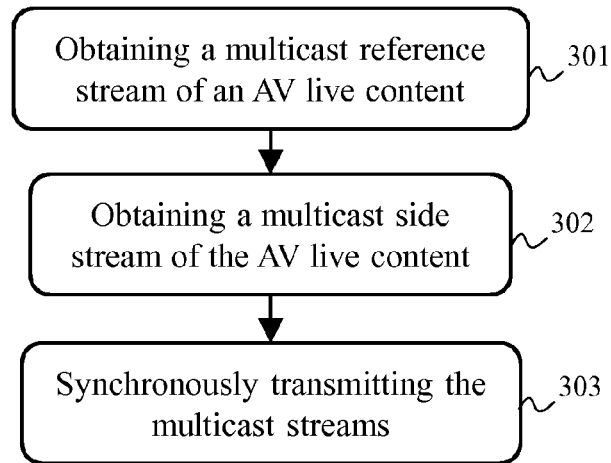 Obtaining a multicast reference
stream of an AV live content
301
Obtaining a multicast side
stream of the AV live content
302
Synchronously transmitting the
multicast streams
303